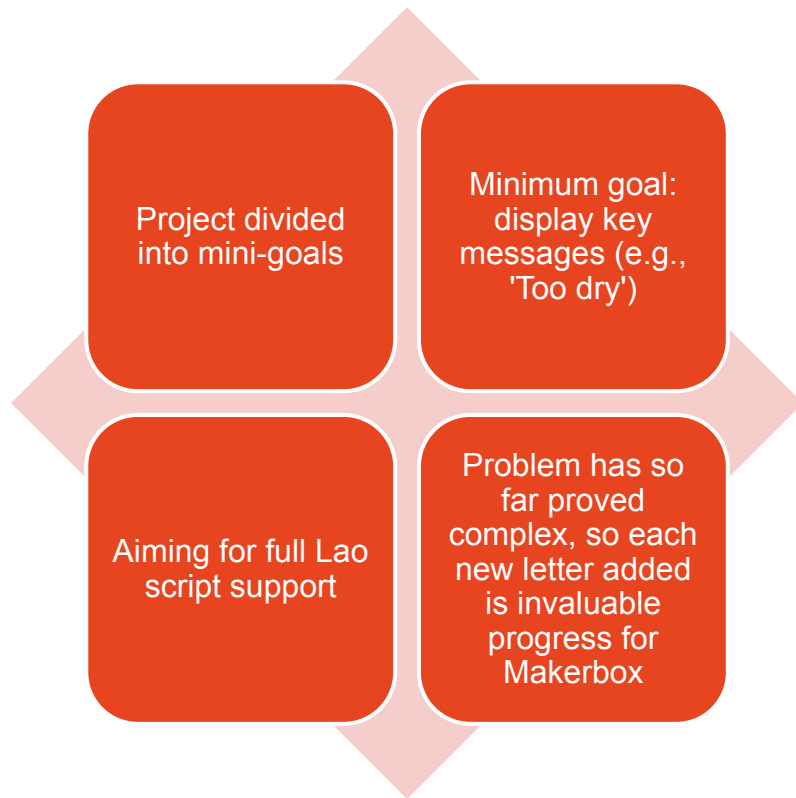 Project divided
into mini-goals
Minimum goal:
display key
messages (e.g.,
'Too dry')
Aiming for full Lao
script support
Problem has so
far proved
complex, so each
new letter added
is invaluable
progress for
Makerbox